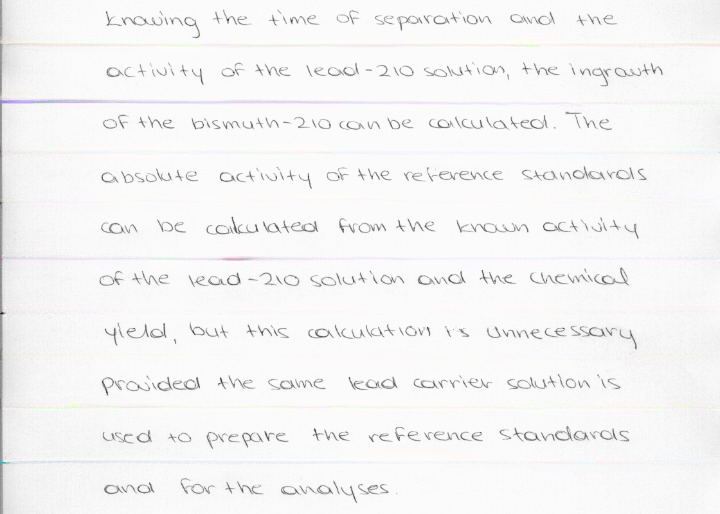 Knowing the time of separation and the
activity of the lead-210 solution, the ingrowth
of the bismuth-210 can be calculated. The
absolute activity of the reference standards
can be calculated from the known activity
of the lead-210 solution and the chemical
yield, but this calculation is unnecessary
provided the same lead carrier solution is
used to prepare the reference standards
and for the analyses.